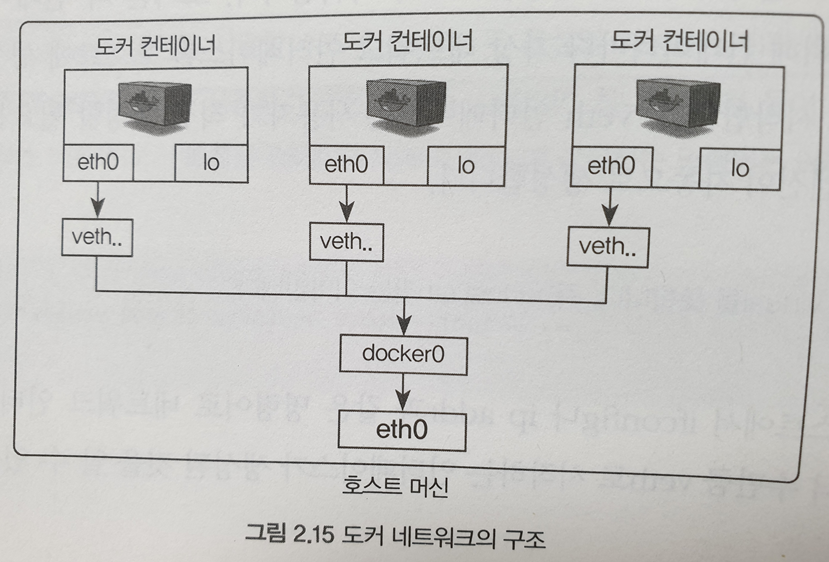 도커 컨테이너 도커 컨테이너 도커 컨테이너
eth0 lo eth0 lo eth0 lo
veth.. veth.. veth..
docker0
eth0
호스트 머신
그림 2.15 도커 네트워크의 구조